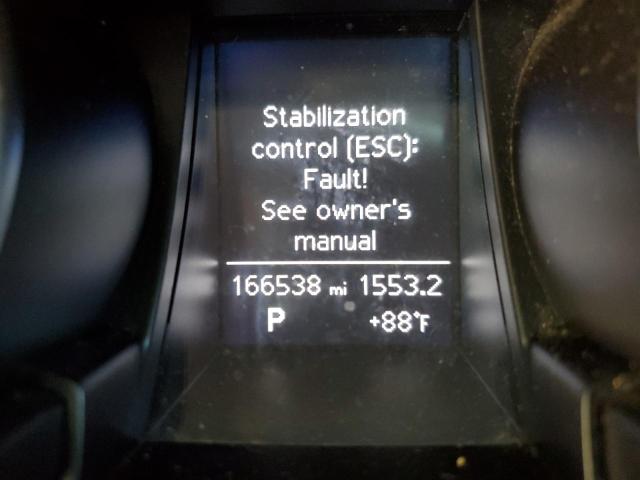 Stabilization
control (ESC):
Fault!
See owner's
manual
166538 mi 1553.2
P +88°F